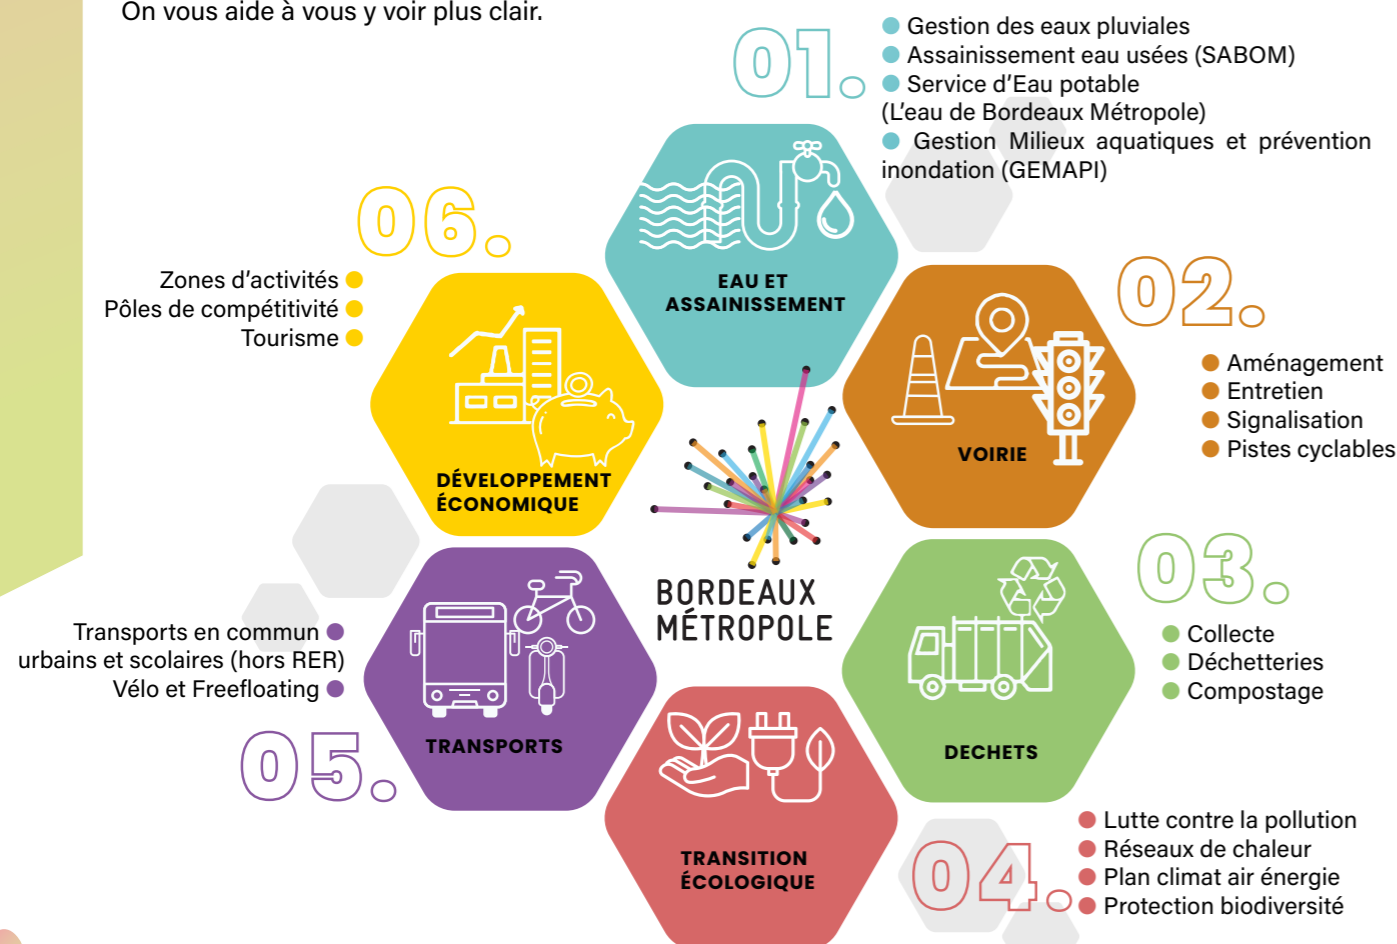 On vous aide à vous y voir plus clair.
01.
● Gestion des eaux pluviales
● Assainissement eau usées (SABOM)
● Service d'Eau potable
(L'eau de Bordeaux Métropole)
● Gestion Milieux aquatiques et prévention
inondation (GEMAPI)
EAU ET
ASSAINISSEMENT
02.
● Aménagement
● Entretien
● Signalisation
● Pistes cyclables
VOIRIE
03.
● Collecte
● Déchetteries
● Compostage
DECHETS
04.
● Lutte contre la pollution
● Réseaux de chaleur
● Plan climat air énergie
● Protection biodiversité
TRANSITION
ÉCOLOGIQUE
05.
Transports en commun ●
urbains et scolaires (hors RER)
Vélo et Freefloating ●
TRANSPORTS
06.
Zones d'activités ●
Pôles de compétitivité ●
Tourisme ●
DÉVELOPPEMENT
ÉCONOMIQUE
BORDEAUX
MÉTROPOLE